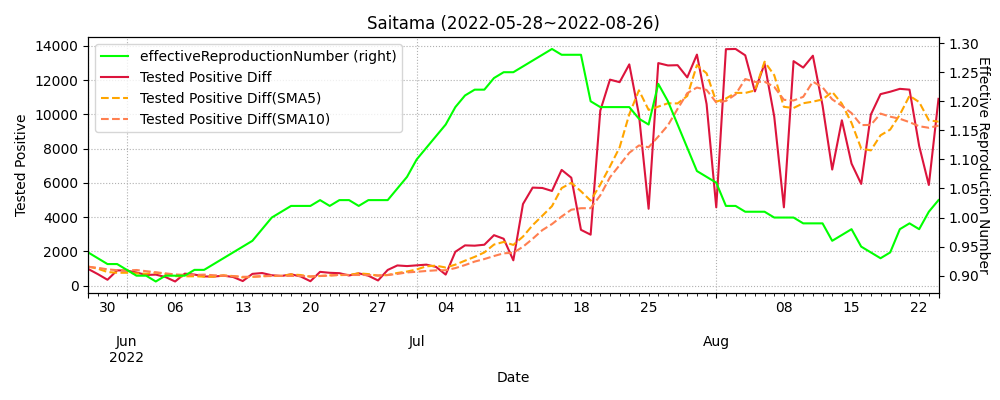 Saitama (2022-05-28~2022-08-26)
effectiveReproductionNumber (right)
Tested Positive Diff
Tested Positive Diff(SMA5)
Tested Positive Diff(SMA10)
Tested Positive
14000
12000
10000
8000
6000
4000
2000
0
Effective Reproduction Number
1.30
1.25
1.20
1.15
1.10
1.05
1.00
0.95
0.90
30 06 13 20 27 04 11 18 25 08 15 22
Jun Jul Aug
2022
Date